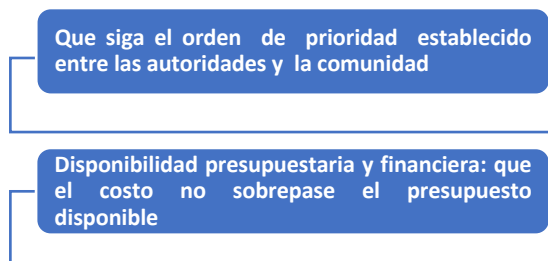 Que siga el orden de prioridad establecido
entre las autoridades y la comunidad
Disponibilidad presupuestaria y financiera: que
el costo no sobrepase el presupuesto
disponible